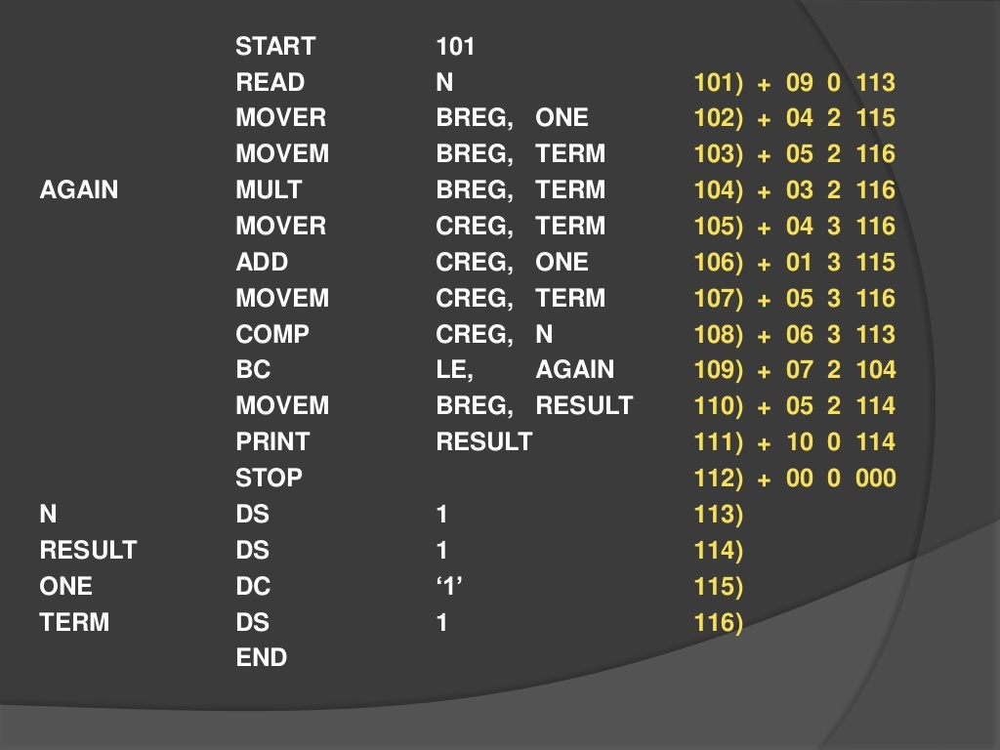 START 101
READ N 101) + 09 0 113
MOVER BREG, ONE 102) + 04 2 115
MOVEM BREG, TERM 103) + 05 2 116
AGAIN MULT BREG, TERM 104) + 03 2 116
MOVER CREG, TERM 105) + 04 3 116
ADD CREG, ONE 106) + 01 3 115
MOVEM CREG, TERM 107) + 05 3 116
COMP CREG, N 108) + 06 3 113
BC LE, AGAIN 109) + 07 2 104
MOVEM BREG, RESULT 110) + 05 2 114
PRINT RESULT 111) + 10 0 114
STOP 112) + 00 0 000
N DS 1 113)
RESULT DS 1 114)
ONE DC ‘1’ 115)
TERM DS 1 116)
END